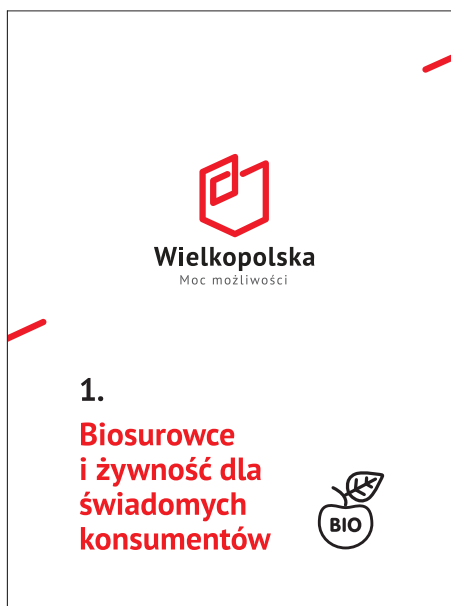 Wielkopolska
Moc możliwości
1.
Biosurowce
i żywność dla
świadomych
konsumentów
BIO